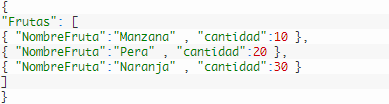 {
"Frutas": [
{ "NombreFruta":"Manzana" , "cantidad":10 },
{ "NombreFruta":"Pera" , "cantidad":20 },
{ "NombreFruta":"Naranja" , "cantidad":30 }
]
}